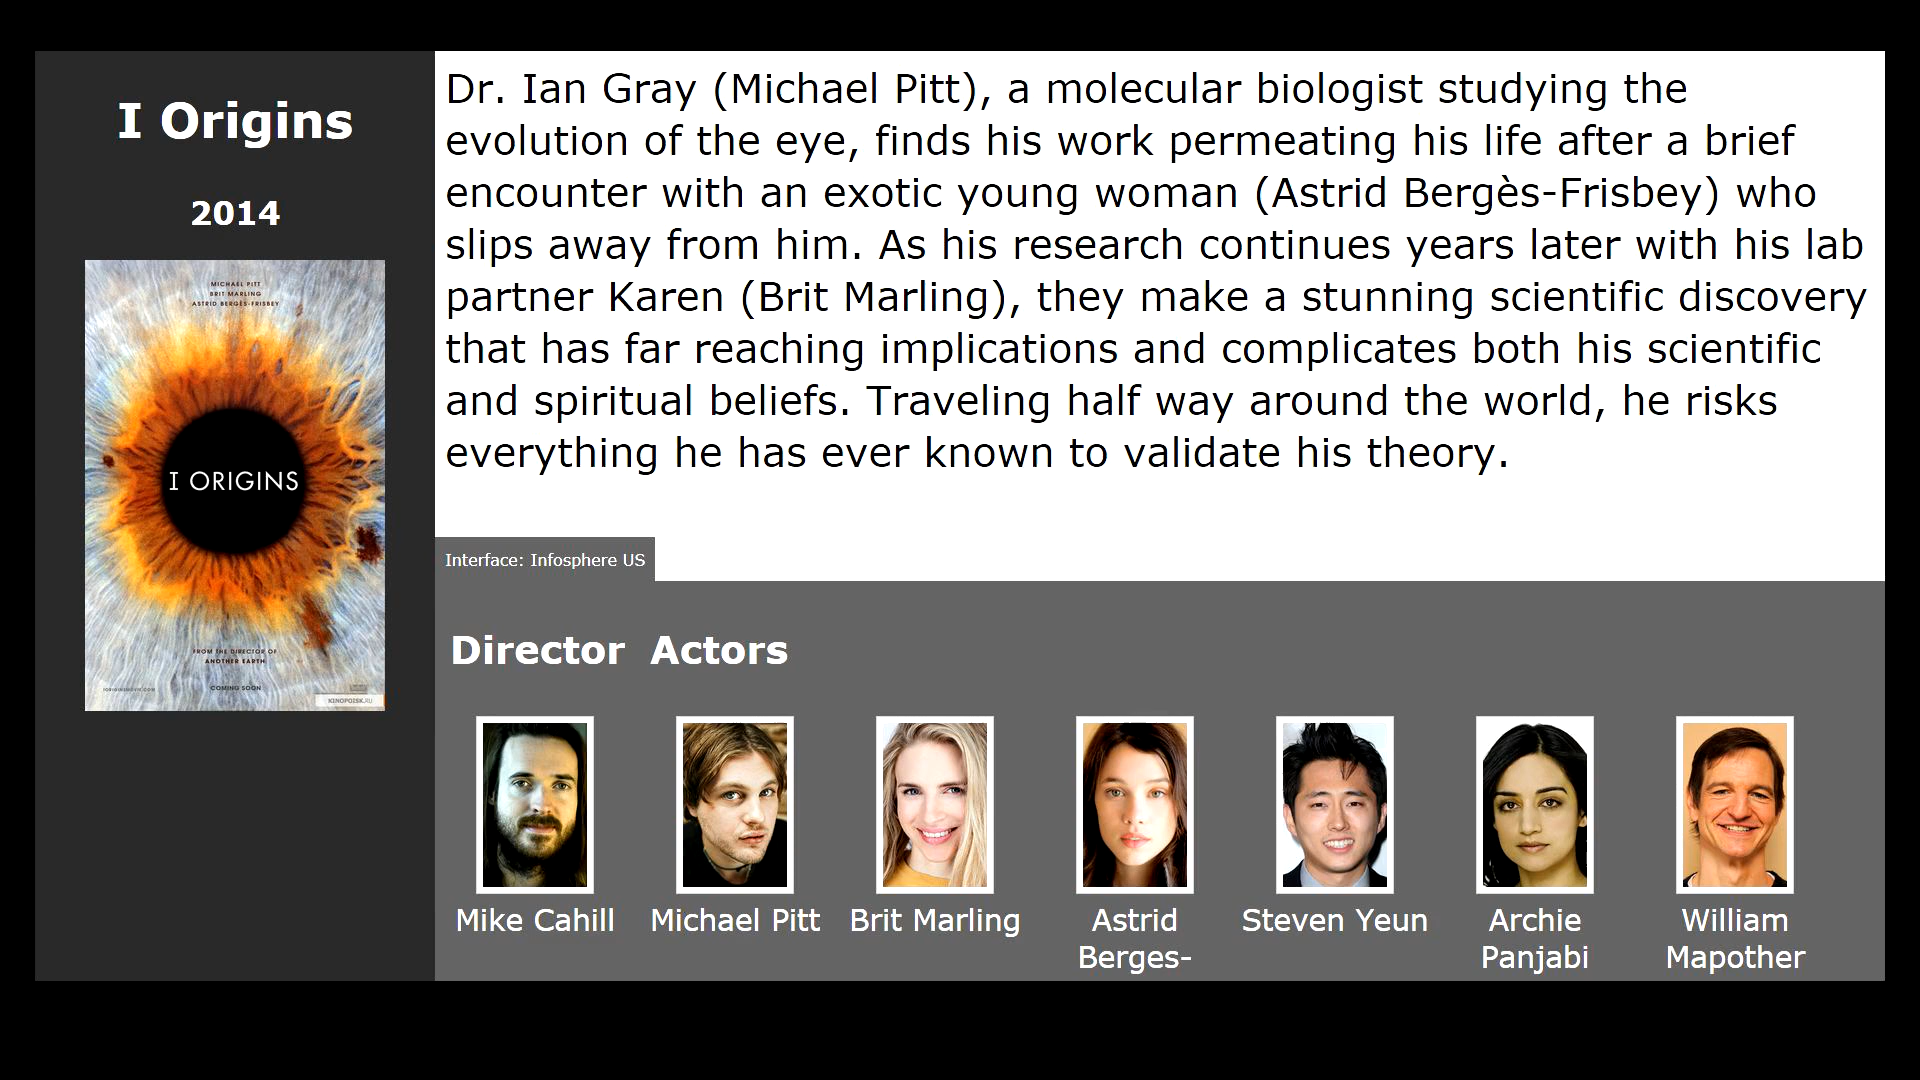 I Origins
2014
MICHAEL PITT
BRIT MARLING
ASTRID BERGÈS-FRISBEY
I ORIGINS
FROM THE DIRECTOR OF
ANOTHER EARTH
IORIGINSMOVIE.COM
COMING SOON
KINOPOISK.RU
Dr. Ian Gray (Michael Pitt), a molecular biologist studying the
evolution of the eye, finds his work permeating his life after a brief
encounter with an exotic young woman (Astrid Bergès-Frisbey) who
slips away from him. As his research continues years later with his lab
partner Karen (Brit Marling), they make a stunning scientific discovery
that has far reaching implications and complicates both his scientific
and spiritual beliefs. Traveling half way around the world, he risks
everything he has ever known to validate his theory.
Interface: Infosphere US
Director Actors
Mike Cahill
Michael Pitt
Brit Marling
Astrid
Berges-
Steven Yeun
Archie
Panjabi
William
Mapother